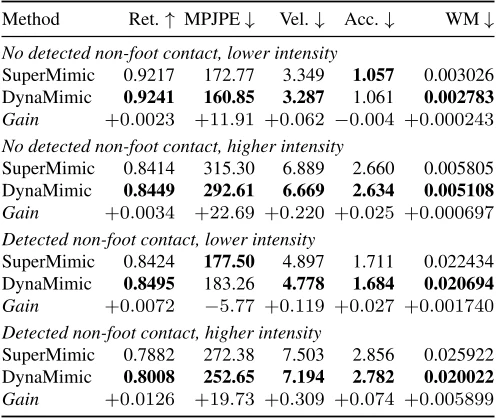 Method Ret. ↑ MPJPE ↓ Vel. ↓ Acc. ↓ WM ↓
No detected non-foot contact, lower intensity
SuperMimic 0.9217 172.77 3.349 1.057 0.003026
DynaMimic 0.9241 160.85 3.287 1.061 0.002783
Gain +0.0023 +11.91 +0.062 −0.004 +0.000243
No detected non-foot contact, higher intensity
SuperMimic 0.8414 315.30 6.889 2.660 0.005805
DynaMimic 0.8449 292.61 6.669 2.634 0.005108
Gain +0.0034 +22.69 +0.220 +0.025 +0.000697
Detected non-foot contact, lower intensity
SuperMimic 0.8424 177.50 4.897 1.711 0.022434
DynaMimic 0.8495 183.26 4.778 1.684 0.020694
Gain +0.0072 −5.77 +0.119 +0.027 +0.001740
Detected non-foot contact, higher intensity
SuperMimic 0.7882 272.38 7.503 2.856 0.025922
DynaMimic 0.8008 252.65 7.194 2.782 0.020022
Gain +0.0126 +19.73 +0.309 +0.074 +0.005899